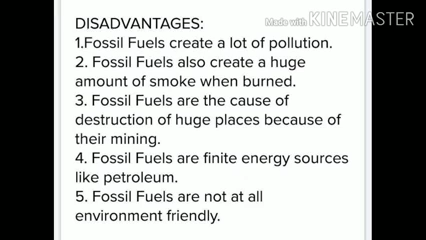 DISADVANTAGES:
Made with KINEMASTER
1.Fossil Fuels create a lot of pollution.
2. Fossil Fuels also create a huge
amount of smoke when burned.
3. Fossil Fuels are the cause of
destruction of huge places because of
their mining.
4. Fossil Fuels are finite energy sources
like petroleum.
5. Fossil Fuels are not at all
environment friendly.